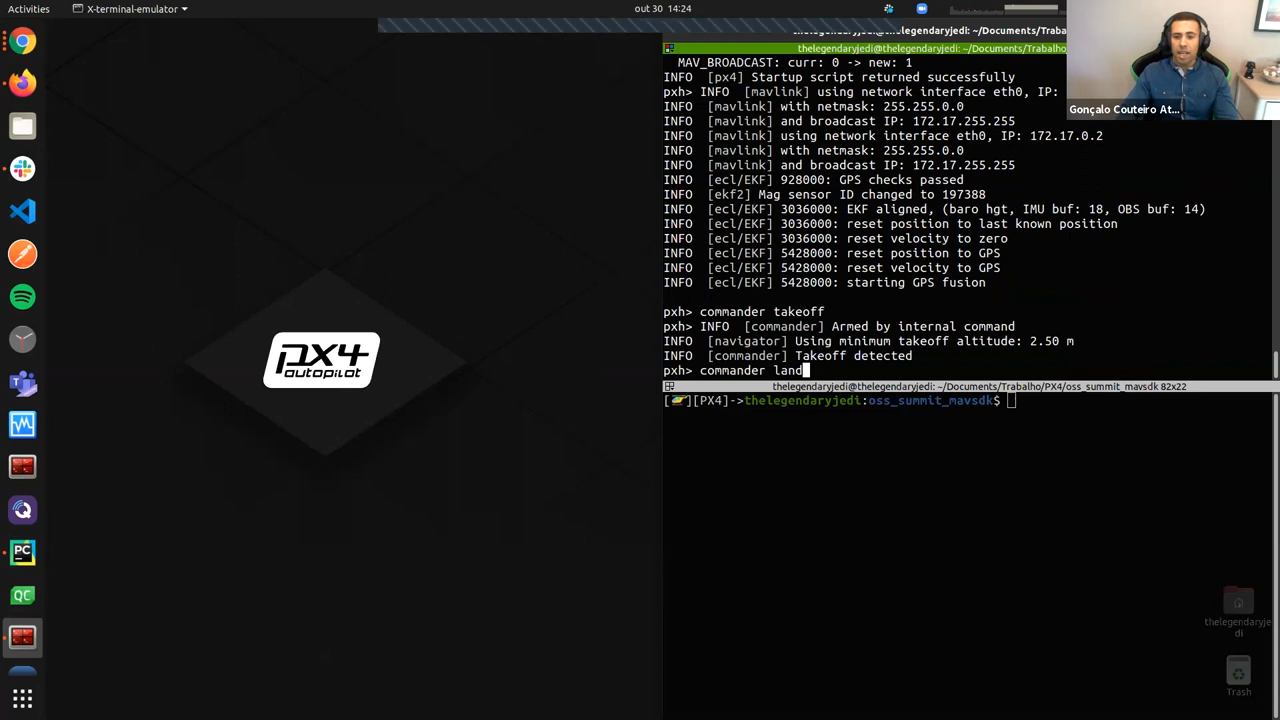 Activities
X-terminal-emulator
out 30 14:24
thelegendaryjedi@thelegendaryjedi: ~/Documents/Traba
thelegendaryjedi@thelegendaryjedi: ~/Documents/Trabalho
MAV_BROADCAST: curr: 0 -> new: 1
INFO [px4] Startup script returned successfully
pxh> INFO [mavlink] using network interface eth0, IP:
INFO [mavlink] with netmask: 255.255.0.0
INFO [mavlink] and broadcast IP: 172.17.255.255
INFO [mavlink] using network interface eth0, IP: 172.17.0.2
INFO [mavlink] with netmask: 255.255.0.0
INFO [mavlink] and broadcast IP: 172.17.255.255
INFO [ecl/EKF] 928000: GPS checks passed
INFO [ekf2] Mag sensor ID changed to 197388
INFO [ecl/EKF] 3036000: EKF aligned, (baro hgt, IMU buf: 18, OBS buf: 14)
INFO [ecl/EKF] 3036000: reset position to last known position
INFO [ecl/EKF] 3036000: reset velocity to zero
INFO [ecl/EKF] 5428000: reset position to GPS
INFO [ecl/EKF] 5428000: reset velocity to GPS
INFO [ecl/EKF] 5428000: starting GPS fusion
pxh> commander takeoff
pxh> INFO [commander] Armed by internal command
INFO [navigator] Using minimum takeoff altitude: 2.50 m
INFO [commander] Takeoff detected
pxh> commander land
thelegendaryjedi@thelegendaryjedi: ~/Documents/Trabalho/PX4/oss_summit_mavsdk 82x22
[][PX4]->thelegendaryjedi:oss_summit_mavsdk$
Gonçalo Couteiro At...
px4
autopilot
PC
QC
thelegendaryje
di
Trash